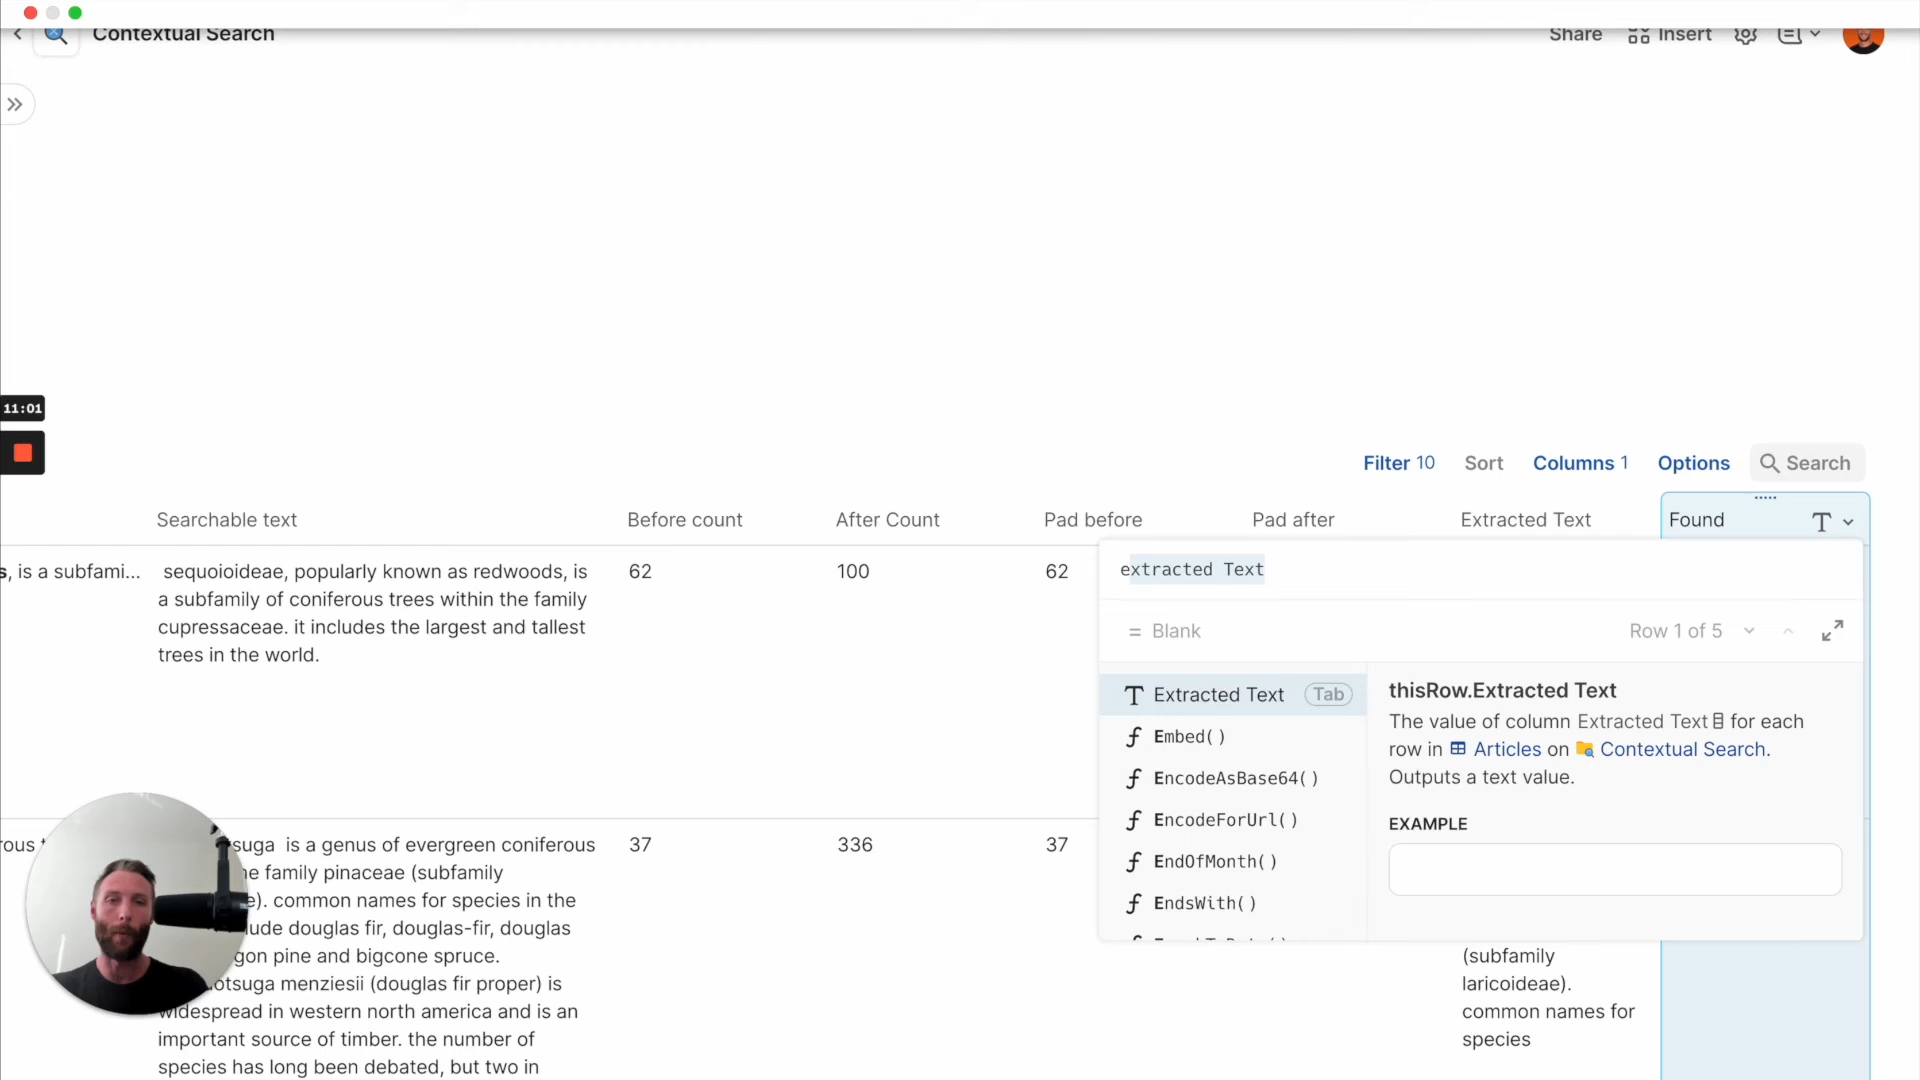 Contextual Search
Share
Insert
11:01
Filter 10
Sort
Columns 1
Options
Search
Searchable text
Before count
After Count
Pad before
Pad after
Extracted Text
Found
s, is a subfami...
sequoioideae, popularly known as redwoods, is
a subfamily of coniferous trees within the family
cupressaceae. it includes the largest and tallest
trees in the world.
62
100
62
extracted Text
= Blank
Row 1 of 5
Extracted Text Tab
Embed()
EncodeAsBase64()
EncodeForUrl()
EndOfMonth()
EndsWith()
thisRow.Extracted Text
The value of column Extracted Text for each
row in Articles on Contextual Search.
Outputs a text value.
EXAMPLE
rous
suga is a genus of evergreen coniferous
family pinaceae (subfamily
common names for species in the
douglas fir, douglas-fir, douglas
pine and bigcone spruce.
menziesii (douglas fir proper) is
widespread in western north america and is an
important source of timber. the number of
species has long been debated, but two in
37
336
37
(subfamily
laricoideae).
common names for
species